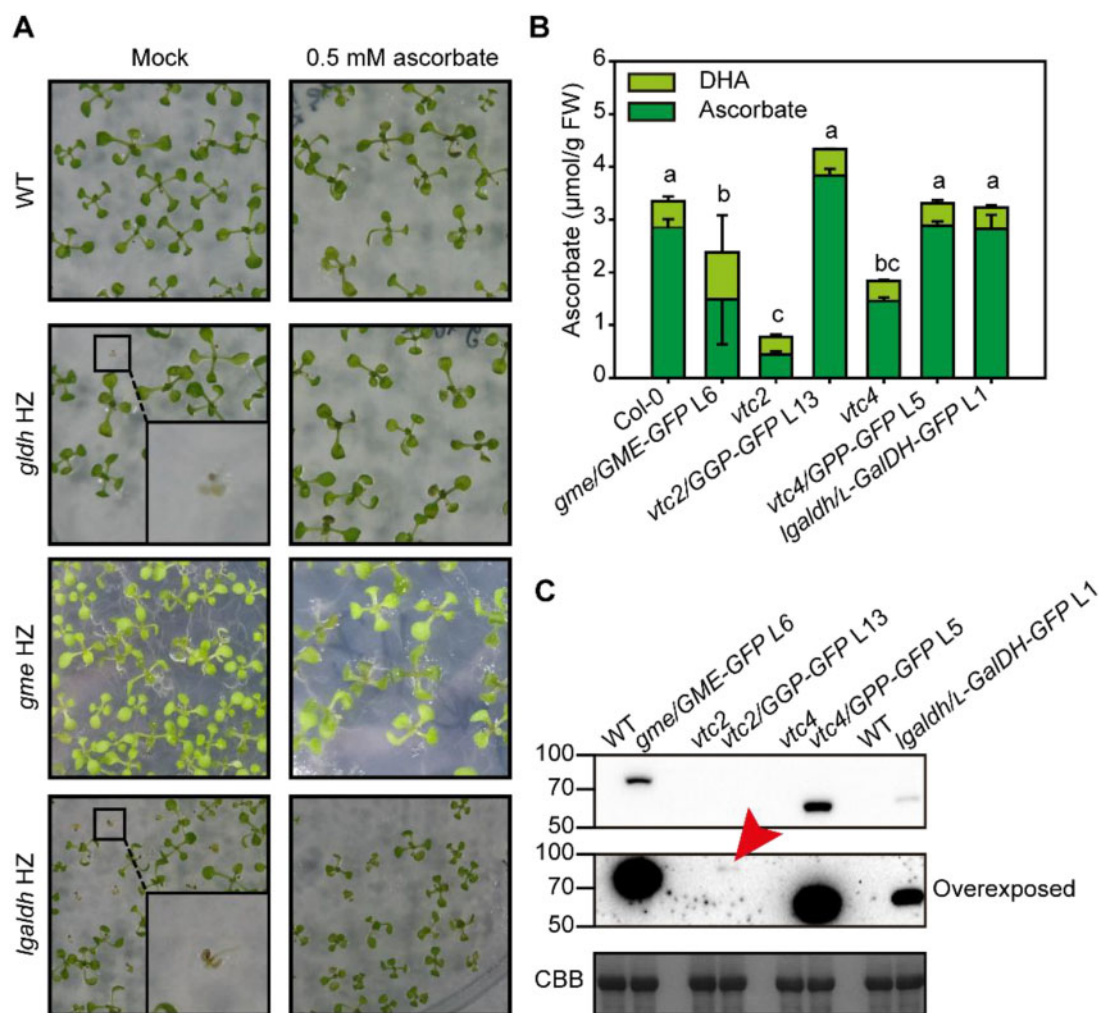 A
Mock
0.5 mM ascorbate
WT
gldh HZ
gme HZ
lgaldh HZ
B
Ascorbate (μmol/g FW)
6
5
4
3
2
1
0
DHA
Ascorbate
a
b
c
a
bc
a
a
Col-0
gme/GME-GFP L6
vtc2
vtc2/GGP-GFP L13
vtc4
vtc4/GPP-GFP L5
lgaldh/L-GalDH-GFP L1
C
WT
gme/GME-GFP L6
vtc2
vtc2/GGP-GFP L13
vtc4
vtc4/GPP-GFP L5
WT
lgaldh/L-GalDH-GFP L1
100
70
50
100
70
50
Overexposed
CBB